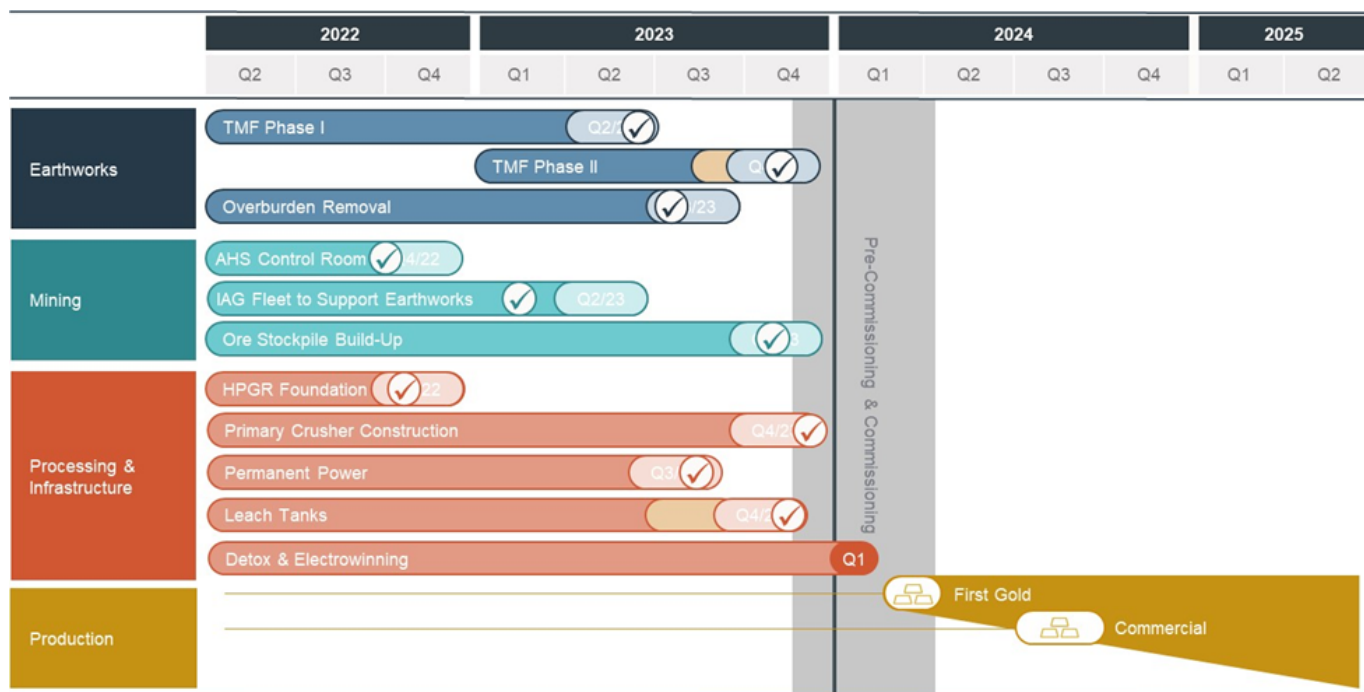 2022 2023 2024 2025
Q2 Q3 Q4 Q1 Q2 Q3 Q4 Q1 Q2 Q3 Q4 Q1 Q2
Earthworks
TMF Phase I
TMF Phase II
Overburden Removal /23
Mining
AHS Control Room 4/22
IAG Fleet to Support Earthworks Q2/23
Ore Stockpile Build-Up
Processing &
Infrastructure
HPGR Foundation 22
Primary Crusher Construction Q4/2
Permanent Power Q3/
Leach Tanks Q4/2
Detox & Electrowinning Q1
Pre-Commissioning & Commissioning
Production
First Gold
Commercial